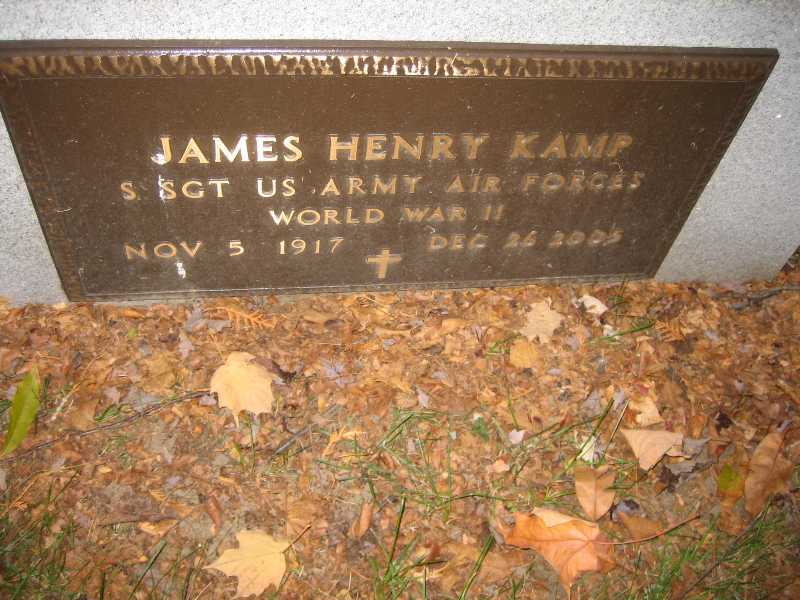 JAMES HENRY KAMP
S SGT US ARMY AIR FORCES
WORLD WAR II
NOV 5 1917 DEC 26 2005